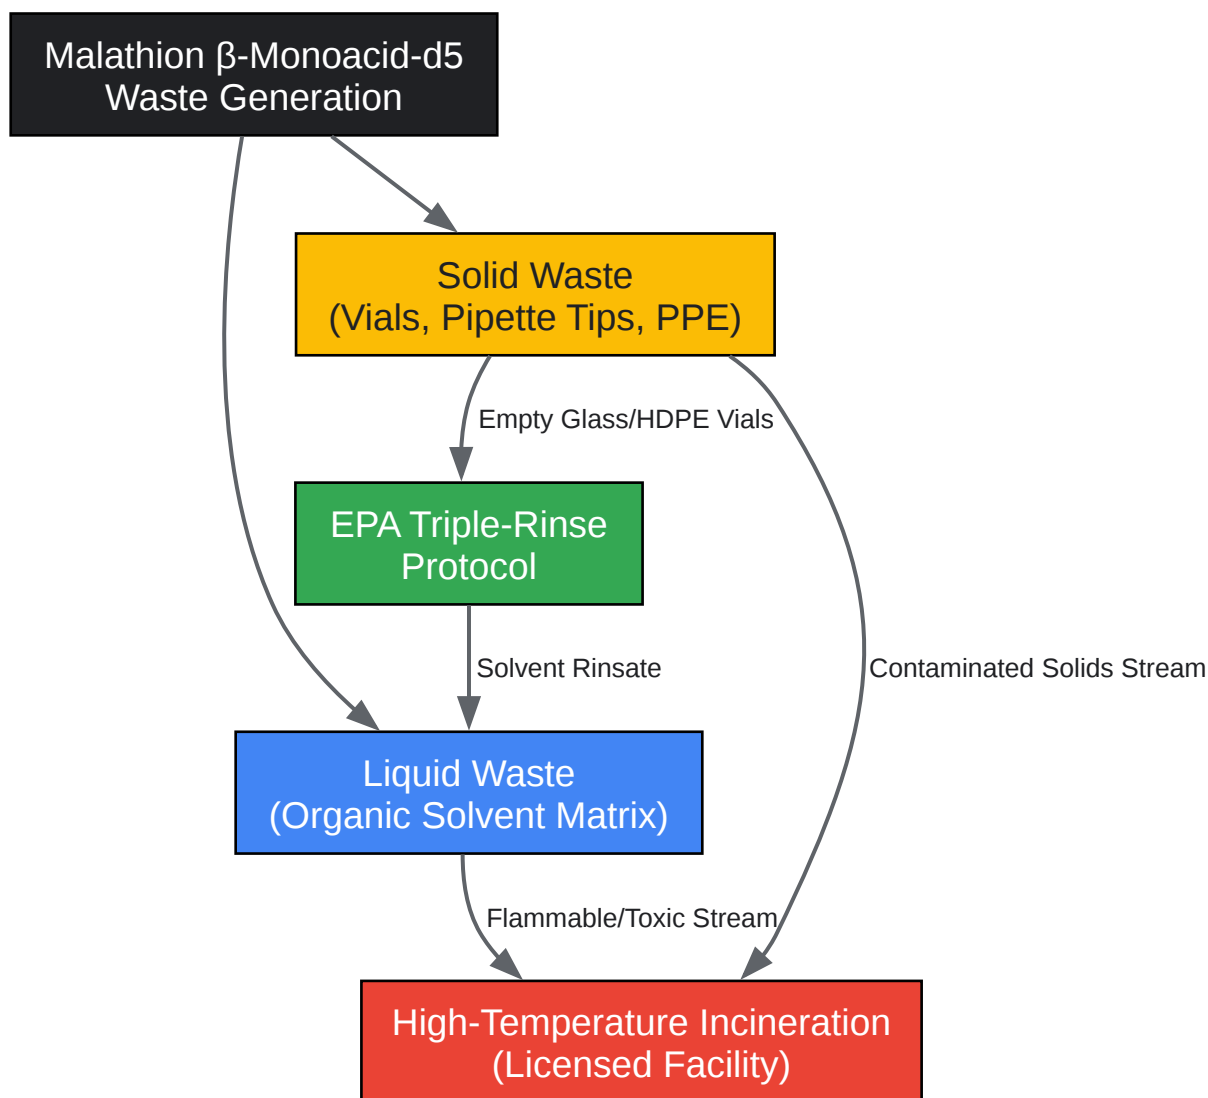 Malathion β-Monoacid-d5
Waste Generation
Solid Waste
(Vials, Pipette Tips, PPE)
Empty Glass/HDPE Vials
EPA Triple-Rinse
Protocol
Solvent Rinsate
Contaminated Solids Stream
Liquid Waste
(Organic Solvent Matrix)
Flammable/Toxic Stream
High-Temperature Incineration
(Licensed Facility)